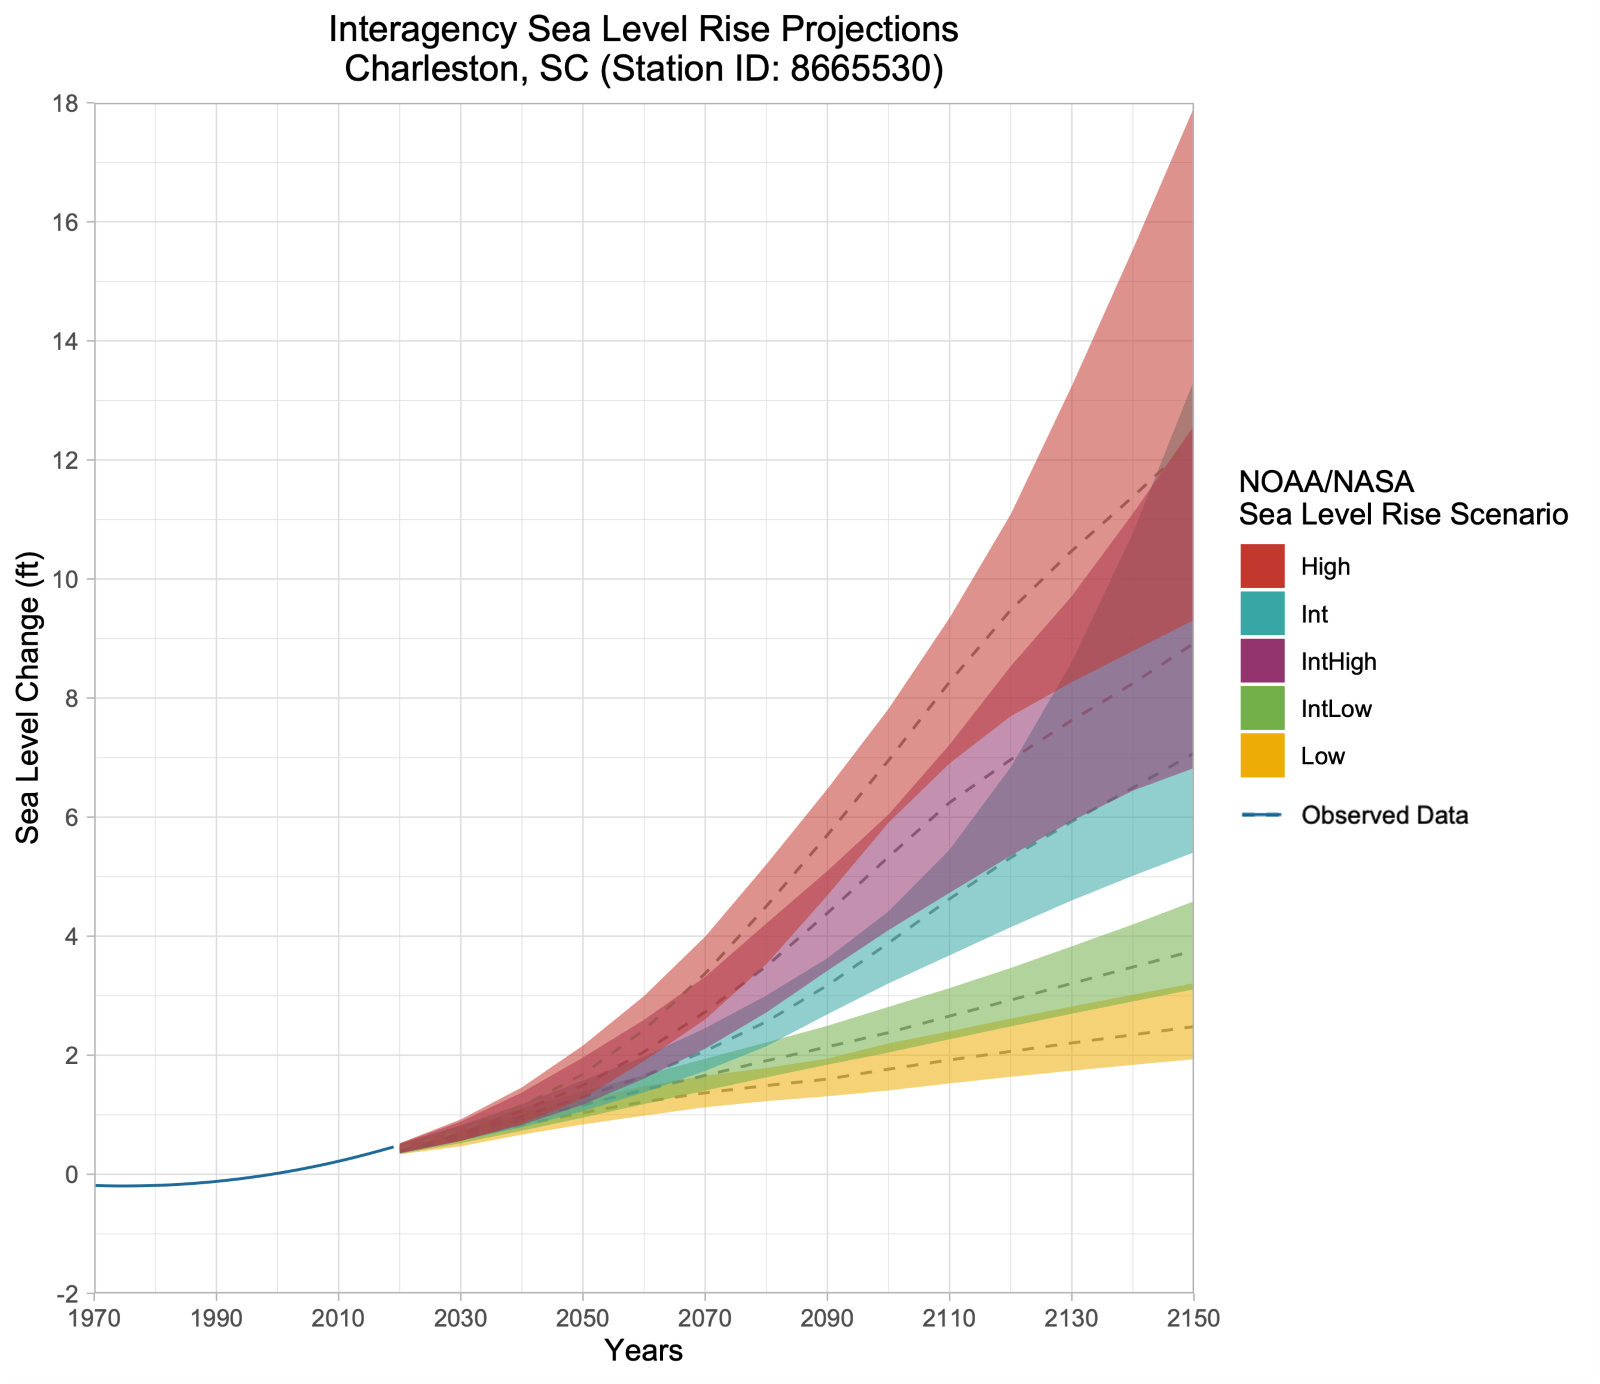 Interagency Sea Level Rise Projections
Charleston, SC (Station ID: 8665530)
Sea Level Change (ft)
18
16
14
12
10
8
6
4
2
0
-2
1970 1990 2010 2030 2050 2070 2090 2110 2130 2150
Years
NOAA/NASA
Sea Level Rise Scenario
High
Int
IntHigh
IntLow
Low
Observed Data